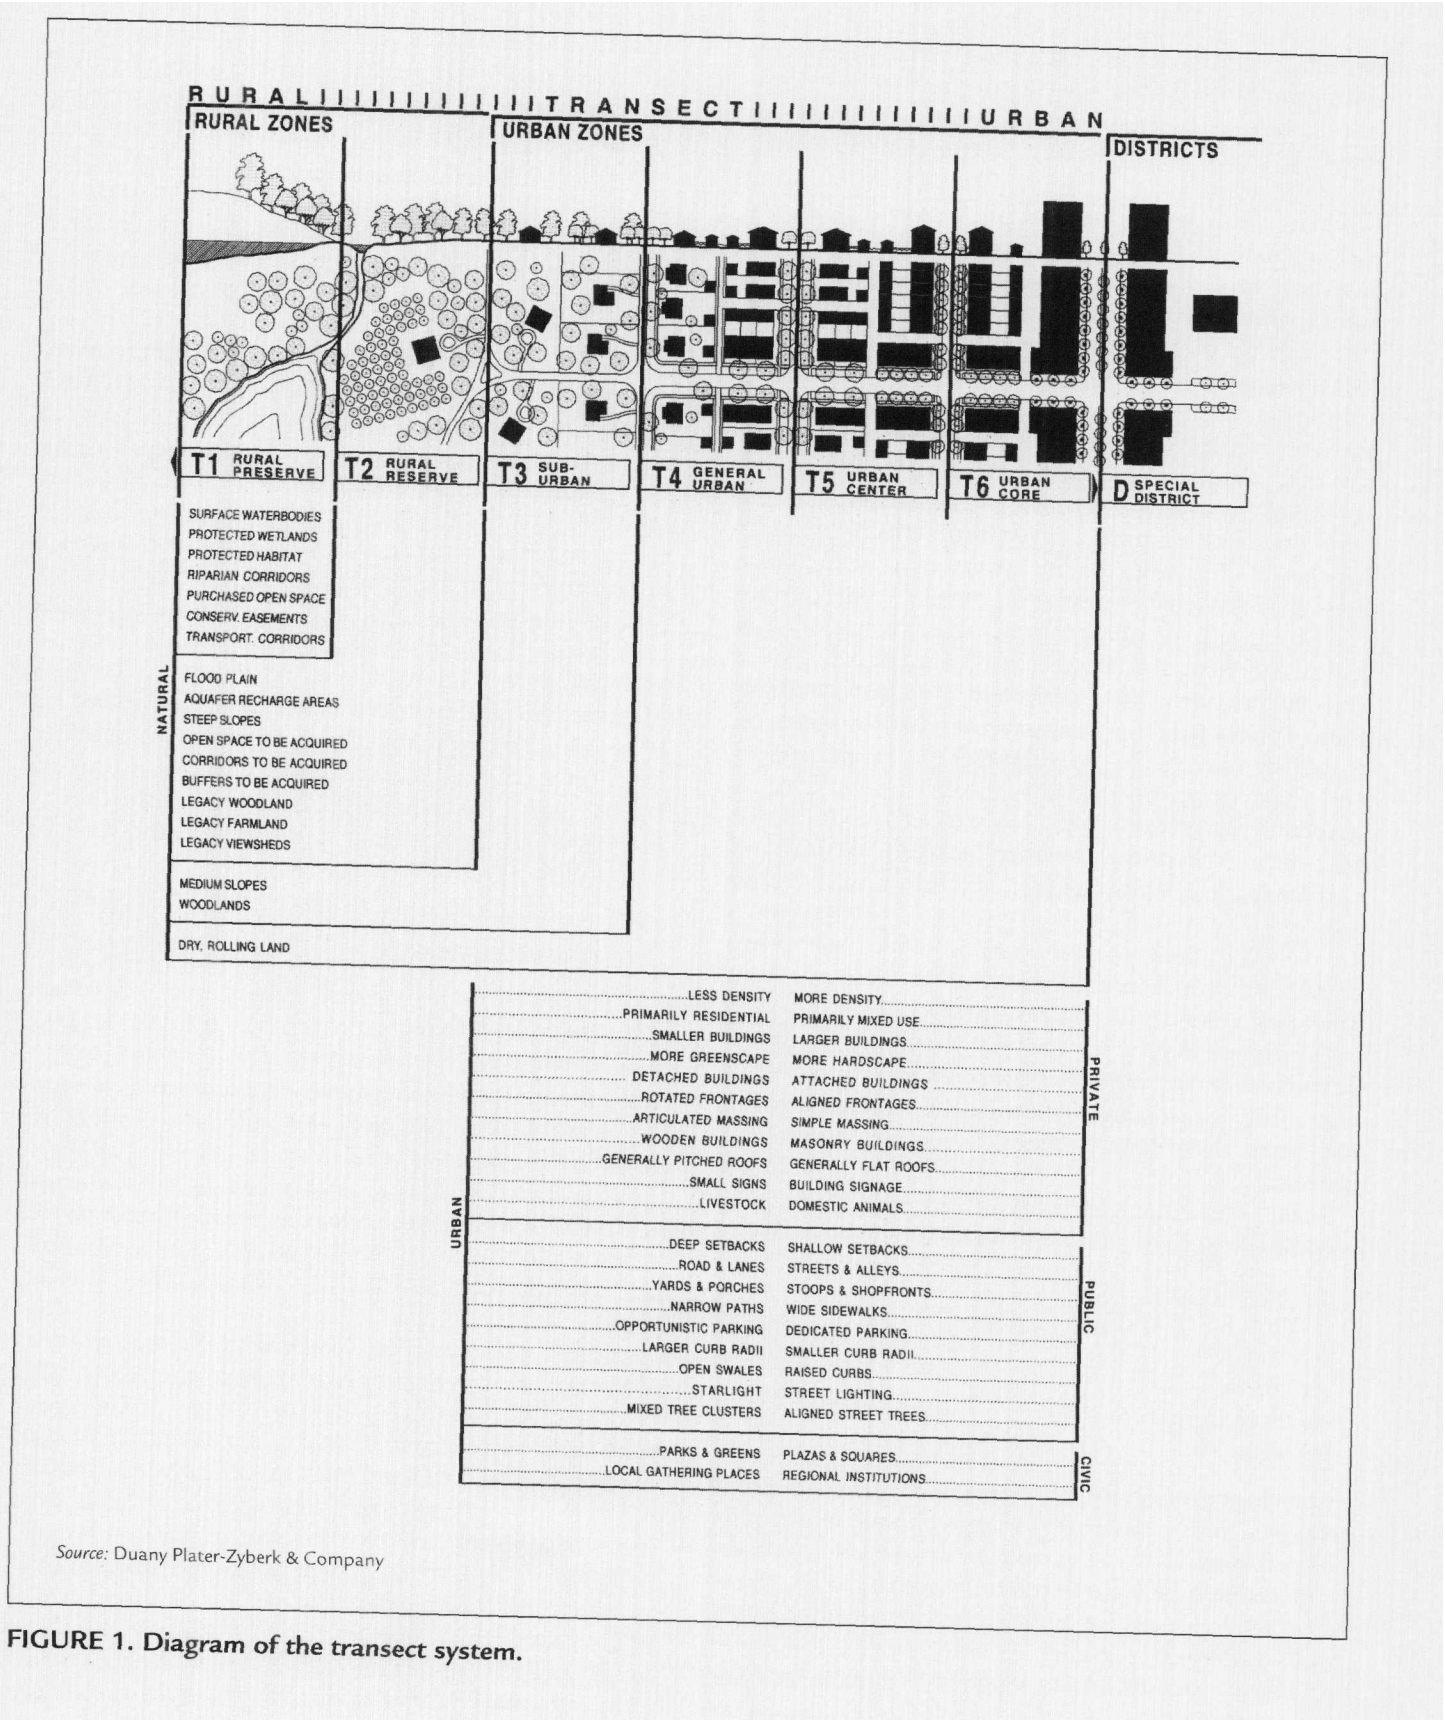 RURAL IIIIIIIIIIIIII TRANSECT IIIIIIIIIIIIII URBAN
RURAL ZONES
URBAN ZONES
DISTRICTS
T1 RURAL PRESERVE
T2 RURAL RESERVE
T3 SUB-URBAN
T4 GENERAL URBAN
T5 URBAN CENTER
T6 URBAN CORE
D SPECIAL DISTRICT
NATURAL
SURFACE WATERBODIES
PROTECTED WETLANDS
PROTECTED HABITAT
RIPARIAN CORRIDORS
PURCHASED OPEN SPACE
CONSERV. EASEMENTS
TRANSPORT. CORRIDORS
FLOOD PLAIN
AQUAFER RECHARGE AREAS
STEEP SLOPES
OPEN SPACE TO BE ACQUIRED
CORRIDORS TO BE ACQUIRED
BUFFERS TO BE ACQUIRED
LEGACY WOODLAND
LEGACY FARMLAND
LEGACY VIEWSHEDS
MEDIUM SLOPES
WOODLANDS
DRY, ROLLING LAND
URBAN
PRIVATE
LESS DENSITY MORE DENSITY
PRIMARILY RESIDENTIAL PRIMARILY MIXED USE
SMALLER BUILDINGS LARGER BUILDINGS
MORE GREENSCAPE MORE HARDSCAPE
DETACHED BUILDINGS ATTACHED BUILDINGS
ROTATED FRONTAGES ALIGNED FRONTAGES
ARTICULATED MASSING SIMPLE MASSING
WOODEN BUILDINGS MASONRY BUILDINGS
GENERALLY PITCHED ROOFS GENERALLY FLAT ROOFS
SMALL SIGNS BUILDING SIGNAGE
LIVESTOCK DOMESTIC ANIMALS
PUBLIC
DEEP SETBACKS SHALLOW SETBACKS
ROAD & LANES STREETS & ALLEYS
YARDS & PORCHES STOOPS & SHOPFRONTS
NARROW PATHS WIDE SIDEWALKS
OPPORTUNISTIC PARKING DEDICATED PARKING
LARGER CURB RADII SMALLER CURB RADII
OPEN SWALES RAISED CURBS
STARLIGHT STREET LIGHTING
MIXED TREE CLUSTERS ALIGNED STREET TREES
CIVIC
PARKS & GREENS PLAZAS & SQUARES
LOCAL GATHERING PLACES REGIONAL INSTITUTIONS
Source: Duany Plater-Zyberk & Company
FIGURE 1. Diagram of the transect system.